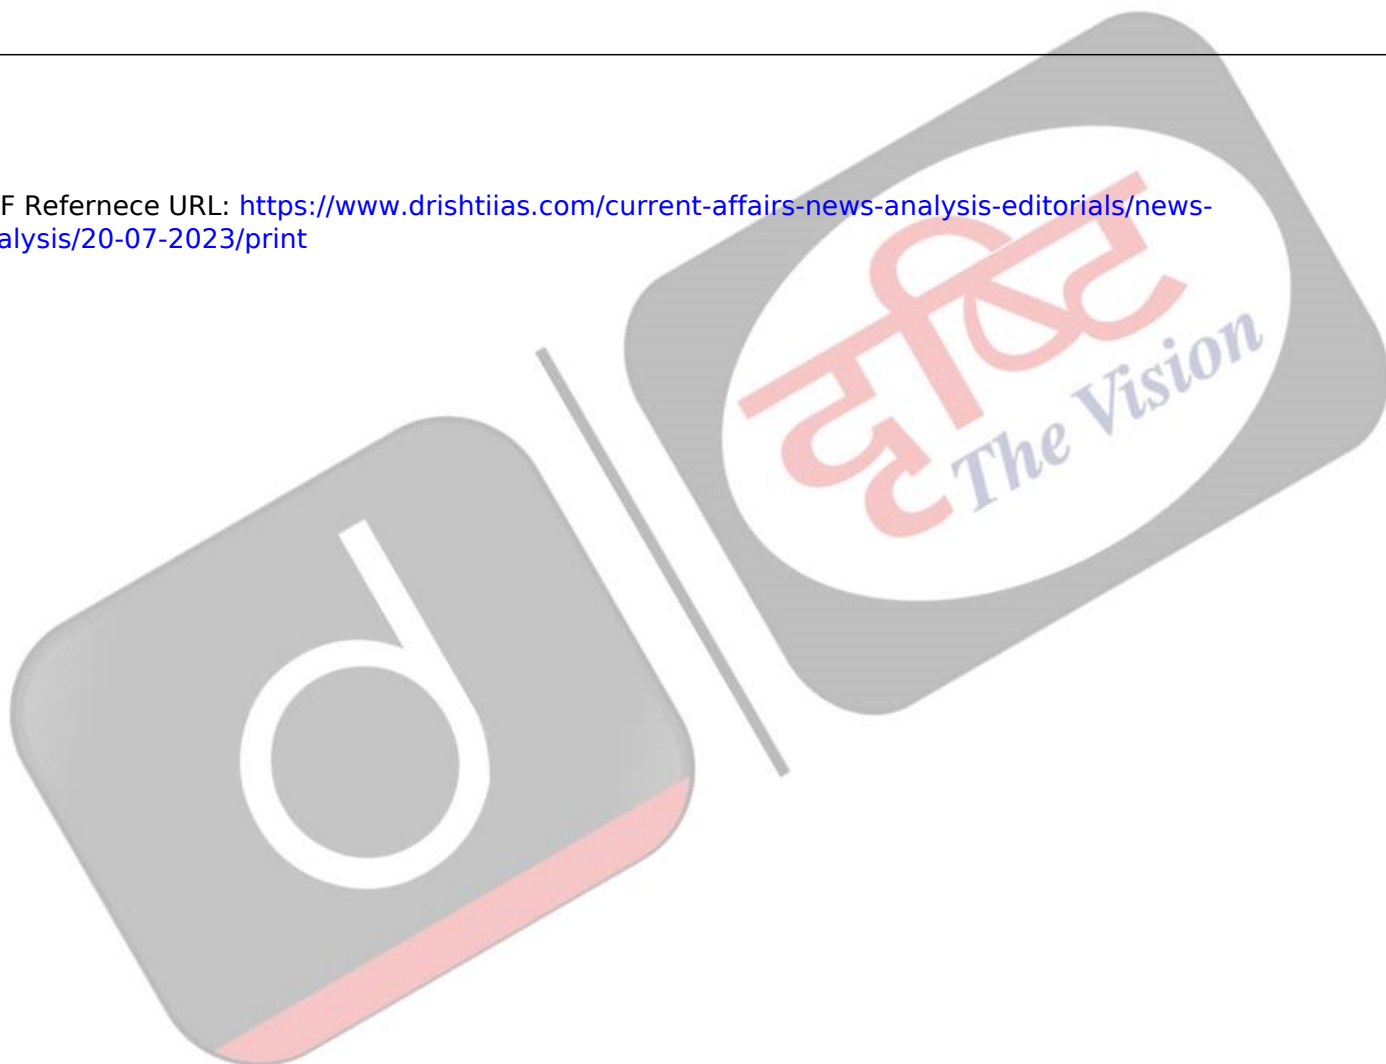 F Refernece URL: https://www.drishtiias.com/current-affairs-news-analysis-editorials/news-
alysis/20-07-2023/print
दृष्टि
The Vision
d